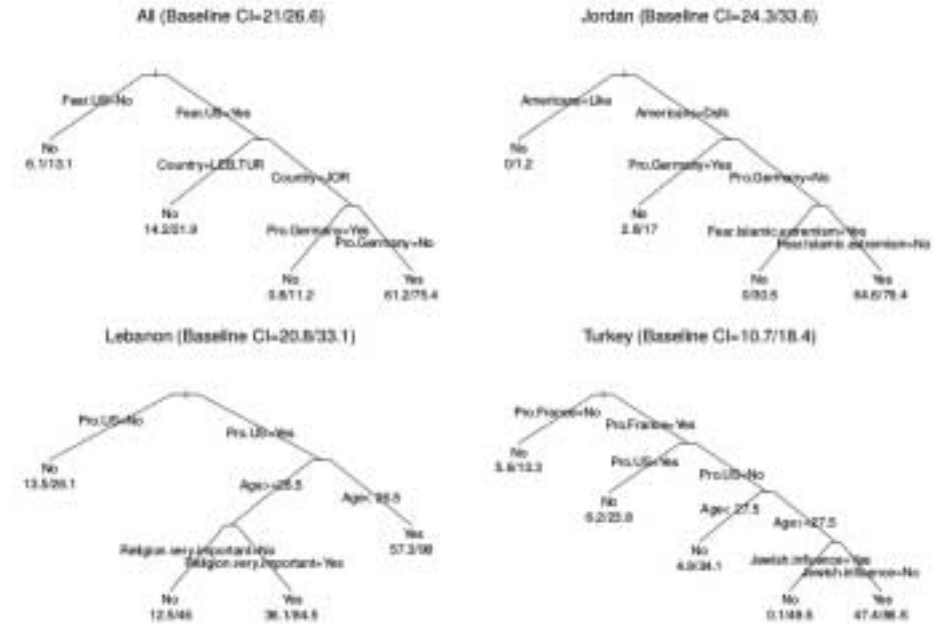 All (Baseline CI=21/26.6)
Fear.US=No
Fear.US=Yes
No
6.1/13.1
Country=LEB,TUR
Country=JOR
No
14.2/21.9
Pro.Germany=Yes
Pro.Germany=No
No
0.8/11.2
Yes
61.2/75.4
Jordan (Baseline CI=24.3/33.6)
Americans=Like
Americans=Dislk
No
0/1.2
Pro.Germany=Yes
Pro.Germany=No
No
2.8/17
Fear.Islamic.extremism=Yes
Fear.Islamic.extremism=No
No
0/30.8
Yes
64.6/79.4
Lebanon (Baseline CI=20.8/33.1)
Pro.US=No
Pro.US=Yes
No
13.5/26.1
Age>=26.5
Age< 26.5
Yes
57.3/98
Religion.very.important=No
Religion.very.important=Yes
No
12.5/45
Yes
36.1/84.5
Turkey (Baseline CI=10.7/18.4)
Pro.France=No
Pro.France=Yes
No
5.8/13.3
Pro.US=Yes
Pro.US=No
No
6.2/23.8
Age< 27.5
Age>=27.5
No
4.9/34.1
Jewish.influence=Yes
Jewish.influence=No
No
0.1/49.8
Yes
47.4/96.8